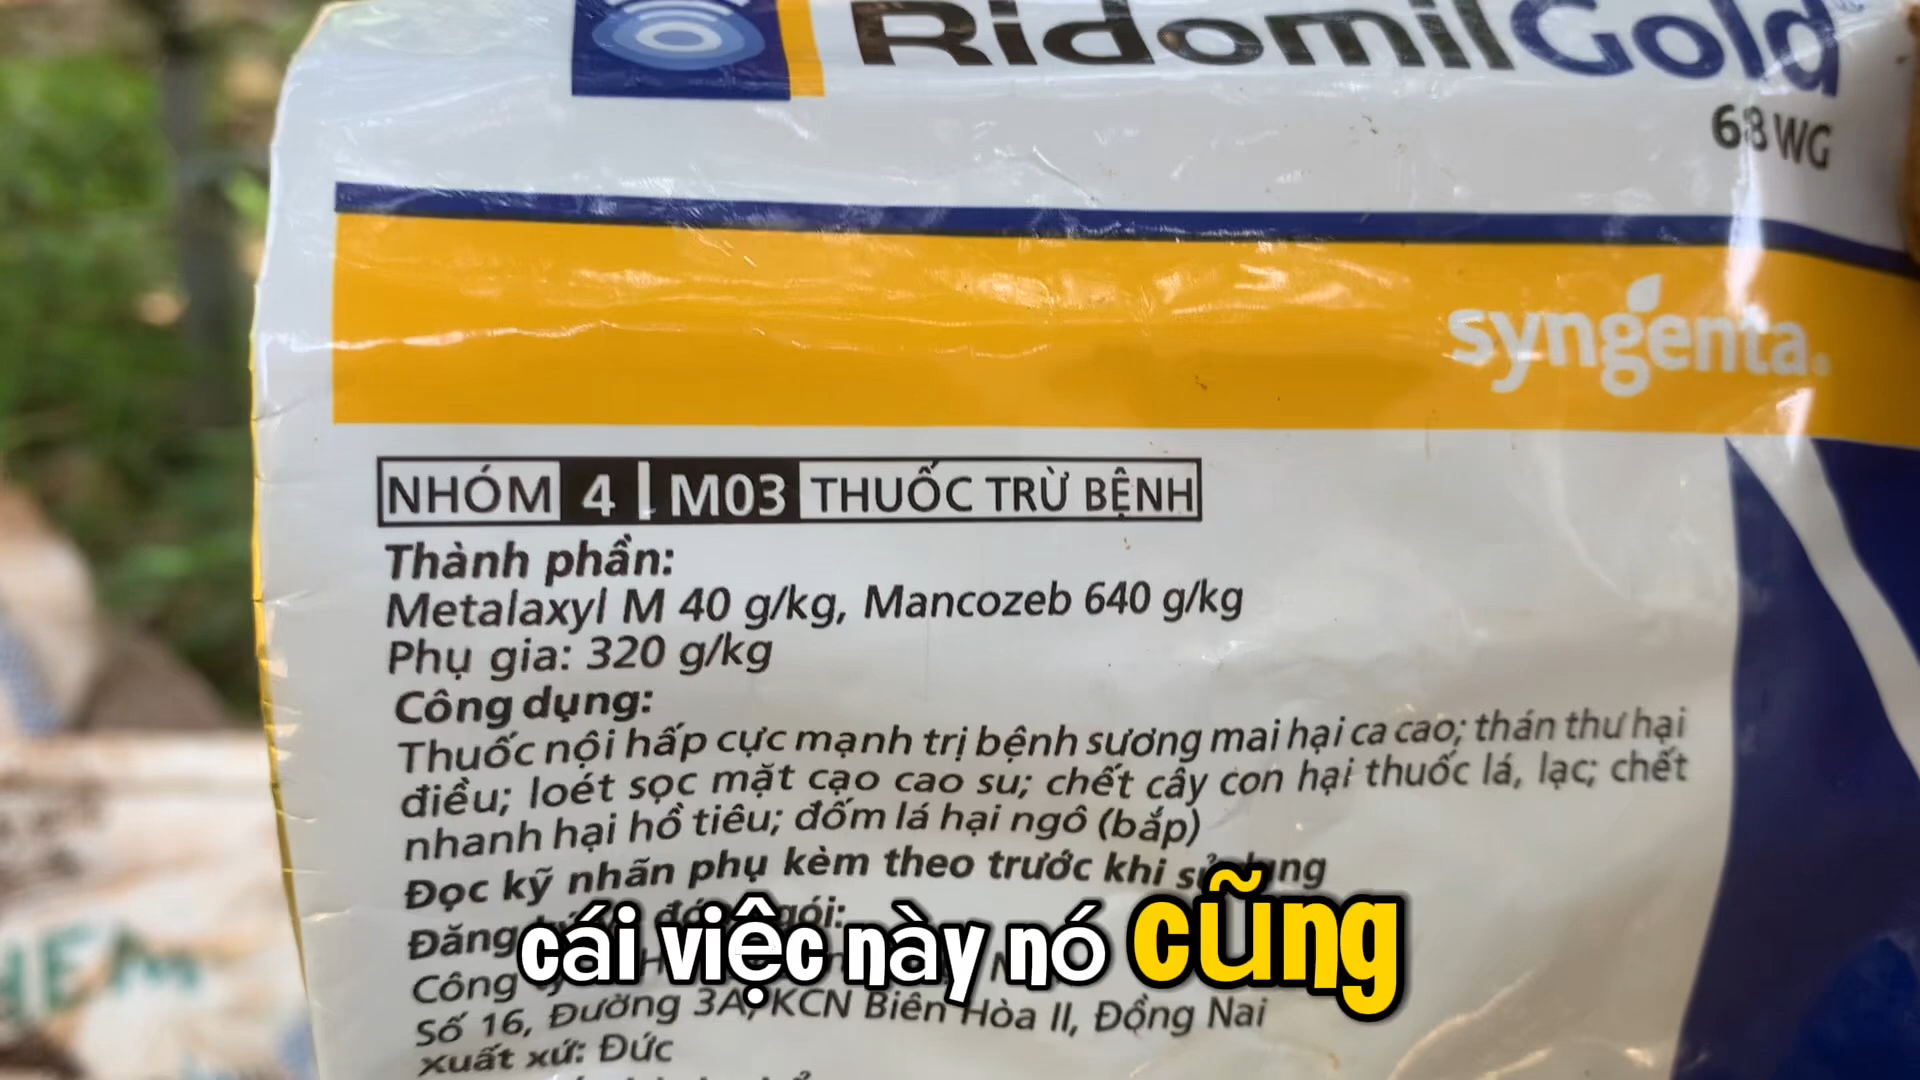 RidomilGold
68 WG
syngenta.
NHÓM 4 | M03 THUỐC TRỪ BỆNH
Thành phần:
Metalaxyl M 40 g/kg, Mancozeb 640 g/kg
Phụ gia: 320 g/kg
Công dụng:
Thuốc nội hấp cực mạnh trị bệnh sương mai hại ca cao; thán thư hại
điều; loét sọc mặt cạo cao su; chết cây con hại thuốc lá, lạc; chết
nhanh hại hồ tiêu; đốm lá hại ngô (bắp)
Đọc kỹ nhãn phụ kèm theo trước khi
Đăng gói:
cái việc này nó cũng
Công
Số 16, Đường 3A, KCN Biên Hòa II, Đồng Nai
Xuất xứ: Đức